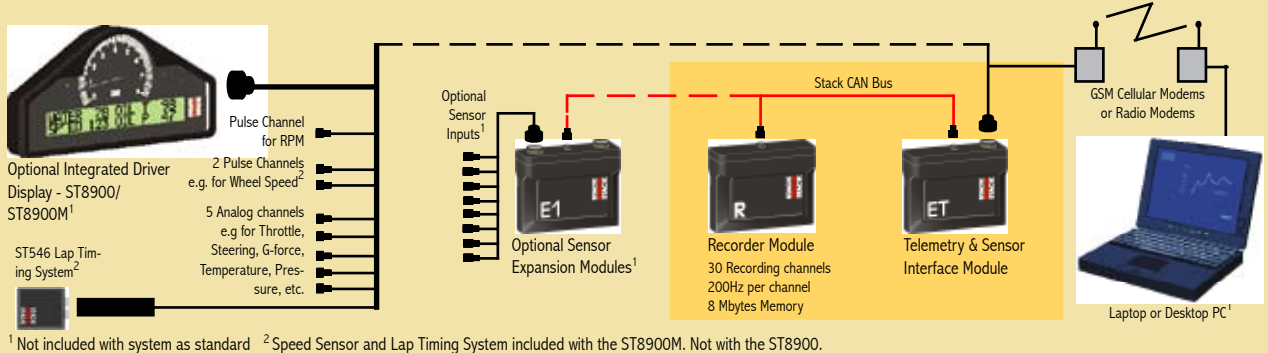 Optional Integrated Driver
Display - ST8900/
ST8900M1
ST546 Lap Tim-
ing System2
Pulse Channel
for RPM
2 Pulse Channels
e.g. for Wheel Speed2
5 Analog channels
e.g for Throttle,
Steering, G-force,
Temperature, Pres-
sure, etc.
Optional
Sensor
Inputs1
E1
Optional Sensor
Expansion Modules1
Stack CAN Bus
R
Recorder Module
30 Recording channels
200Hz per channel
8 Mbytes Memory
ET
Telemetry & Sensor
Interface Module
GSM Cellular Modems
or Radio Modems
Laptop or Desktop PC1
1 Not included with system as standard 2 Speed Sensor and Lap Timing System included with the ST8900M. Not with the ST8900.